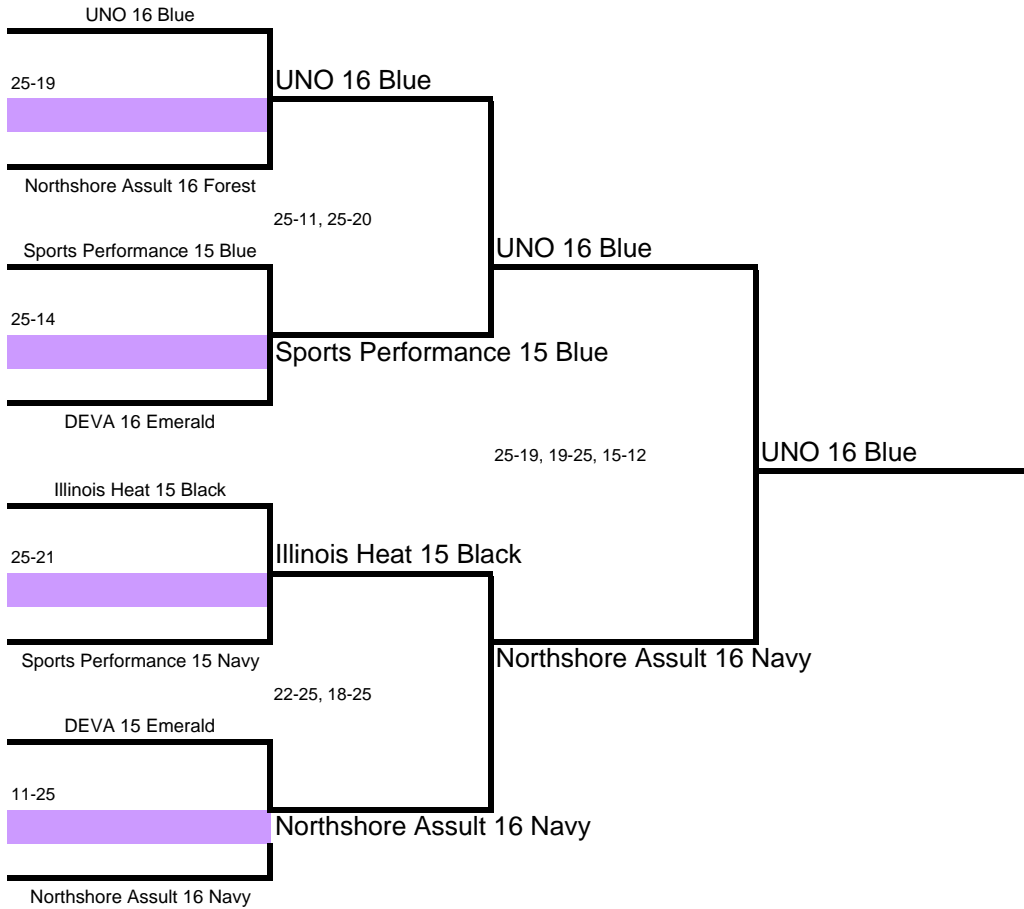 UNO 16 Blue
25-19
UNO 16 Blue
Northshore Assult 16 Forest
25-11, 25-20
Sports Performance 15 Blue
UNO 16 Blue
25-14
Sports Performance 15 Blue
DEVA 16 Emerald
25-19, 19-25, 15-12
UNO 16 Blue
Illinois Heat 15 Black
25-21
Illinois Heat 15 Black
Sports Performance 15 Navy
Northshore Assult 16 Navy
22-25, 18-25
DEVA 15 Emerald
11-25
Northshore Assult 16 Navy
Northshore Assult 16 Navy